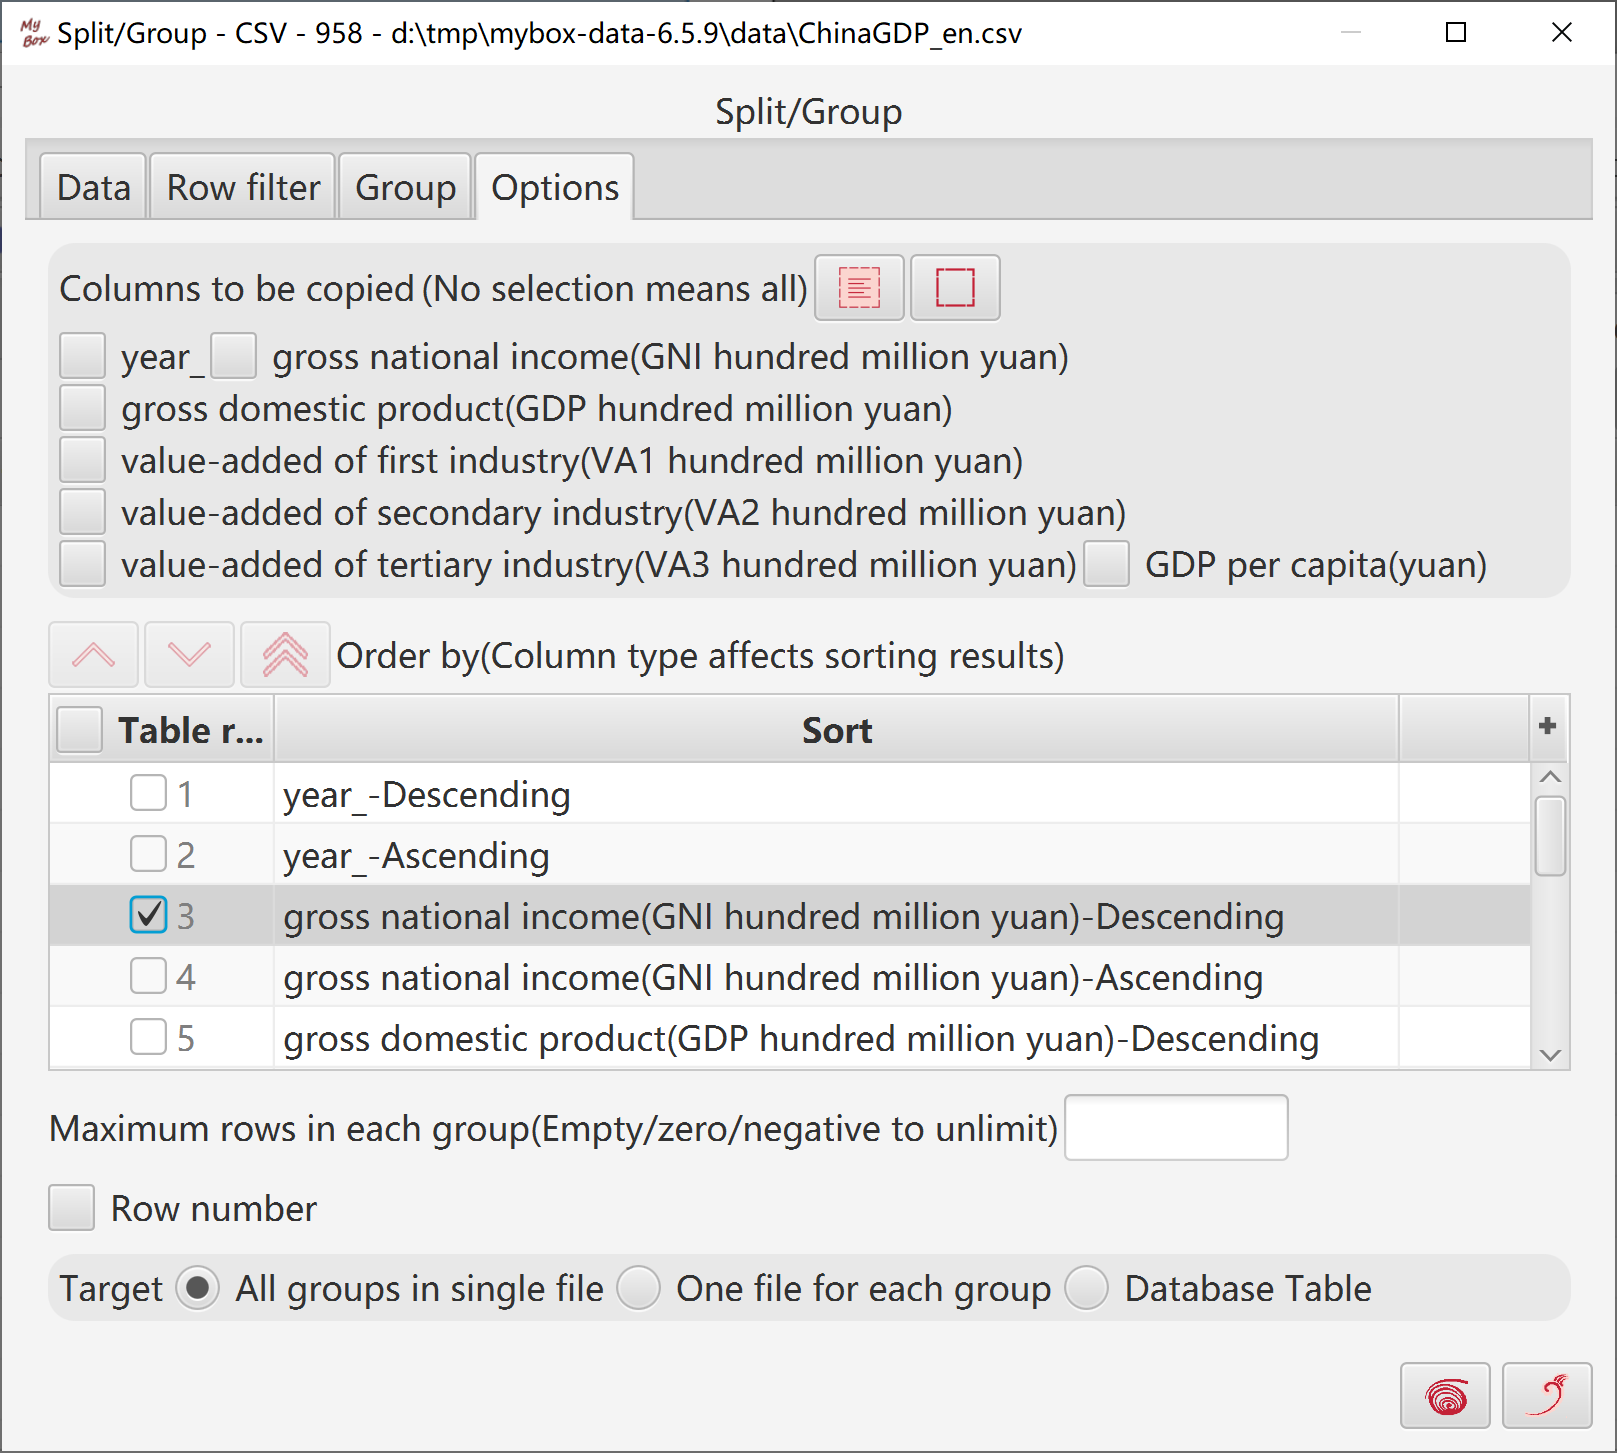 My Box Split/Group - CSV - 958 - d:\tmp\mybox-data-6.5.9\data\ChinaGDP_en.csv
Split/Group
Data Row filter Group Options
Columns to be copied (No selection means all)
year_ gross national income(GNI hundred million yuan)
gross domestic product(GDP hundred million yuan)
value-added of first industry(VA1 hundred million yuan)
value-added of secondary industry(VA2 hundred million yuan)
value-added of tertiary industry(VA3 hundred million yuan) GDP per capita(yuan)
Order by(Column type affects sorting results)
Table r... Sort +
1 year_-Descending
2 year_-Ascending
3 gross national income(GNI hundred million yuan)-Descending
4 gross national income(GNI hundred million yuan)-Ascending
5 gross domestic product(GDP hundred million yuan)-Descending
Maximum rows in each group(Empty/zero/negative to unlimit)
Row number
Target All groups in single file One file for each group Database Table